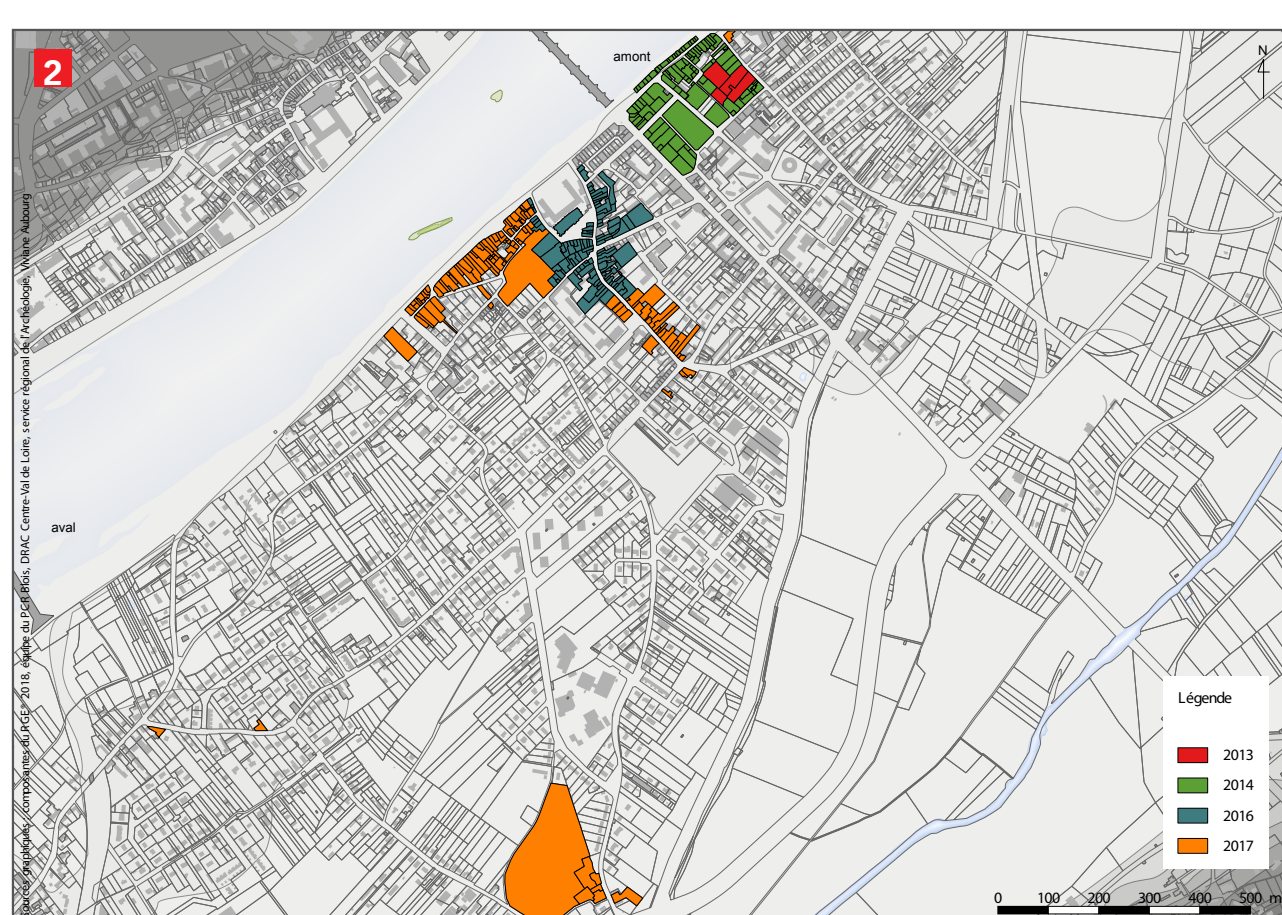 2
amont
N
aval
Sources graphiques : composantes du RGE® 2018, équipe du PCR-Blois, DRAC Centre-Val de Loire, service régional de l'Archéologie, Viviane Aubourg
Légende
2013
2014
2016
2017
0 100 200 300 400 500 m